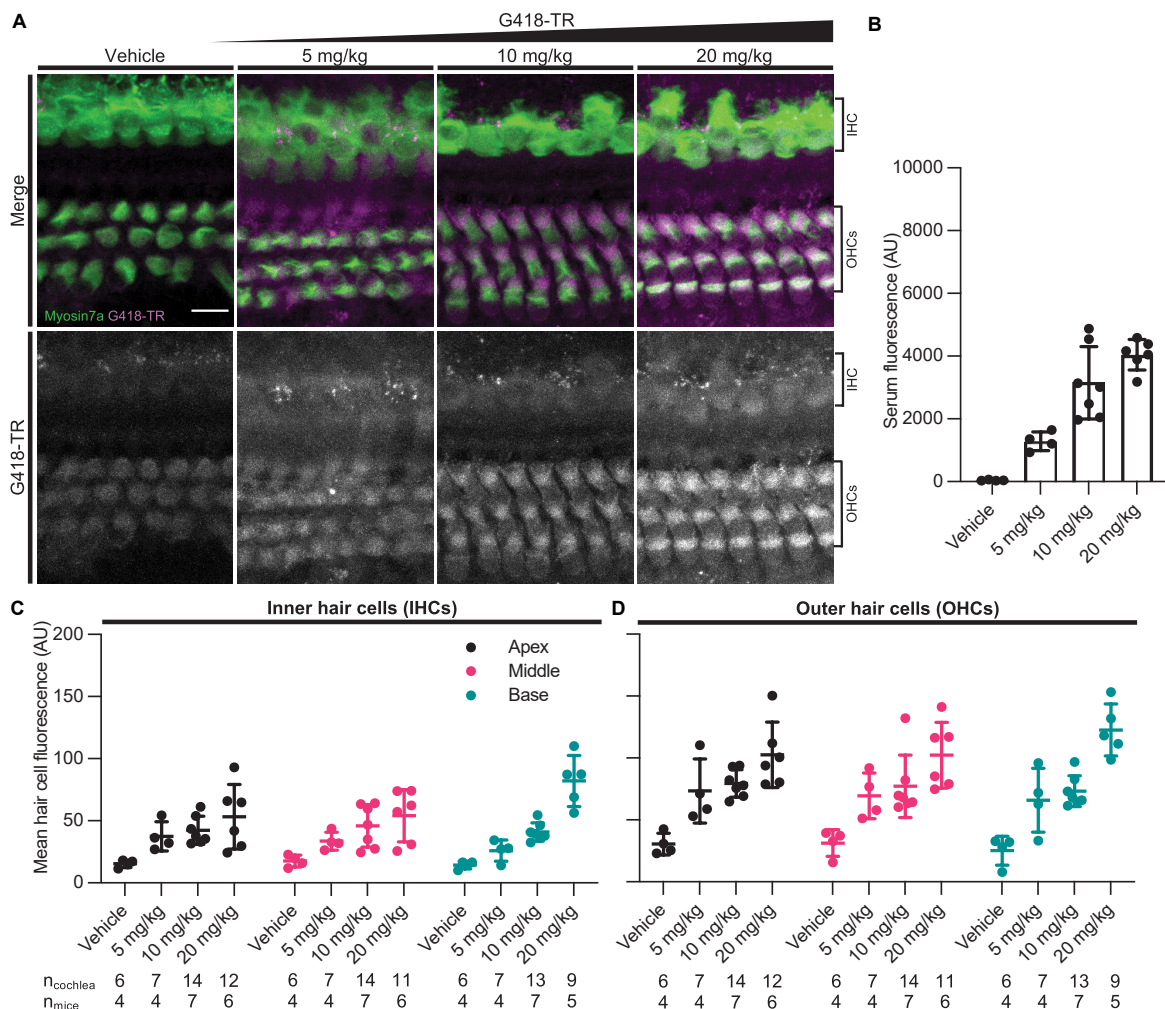 A
G418-TR
B
Vehicle
5 mg/kg
10 mg/kg
20 mg/kg
Merge
IHC
OHCs
Myosin7a G418-TR
G418-TR
IHC
OHCs
Serum fluorescence (AU)
10000
8000
6000
4000
2000
0
Vehicle
5 mg/kg
10 mg/kg
20 mg/kg
C
Inner hair cells (IHCs)
D
Outer hair cells (OHCs)
Mean hair cell fluorescence (AU)
200
150
100
50
0
Apex
Middle
Base
Vehicle 5 mg/kg 10 mg/kg 20 mg/kg Vehicle 5 mg/kg 10 mg/kg 20 mg/kg Vehicle 5 mg/kg 10 mg/kg 20 mg/kg
Vehicle 5 mg/kg 10 mg/kg 20 mg/kg Vehicle 5 mg/kg 10 mg/kg 20 mg/kg Vehicle 5 mg/kg 10 mg/kg 20 mg/kg
ncochlea 6 7 14 12 6 7 14 11 6 7 13 9 6 7 14 12 6 7 14 11 6 7 13 9
nmice 4 4 7 6 4 4 7 6 4 4 7 5 4 4 7 6 4 4 7 6 4 4 7 5